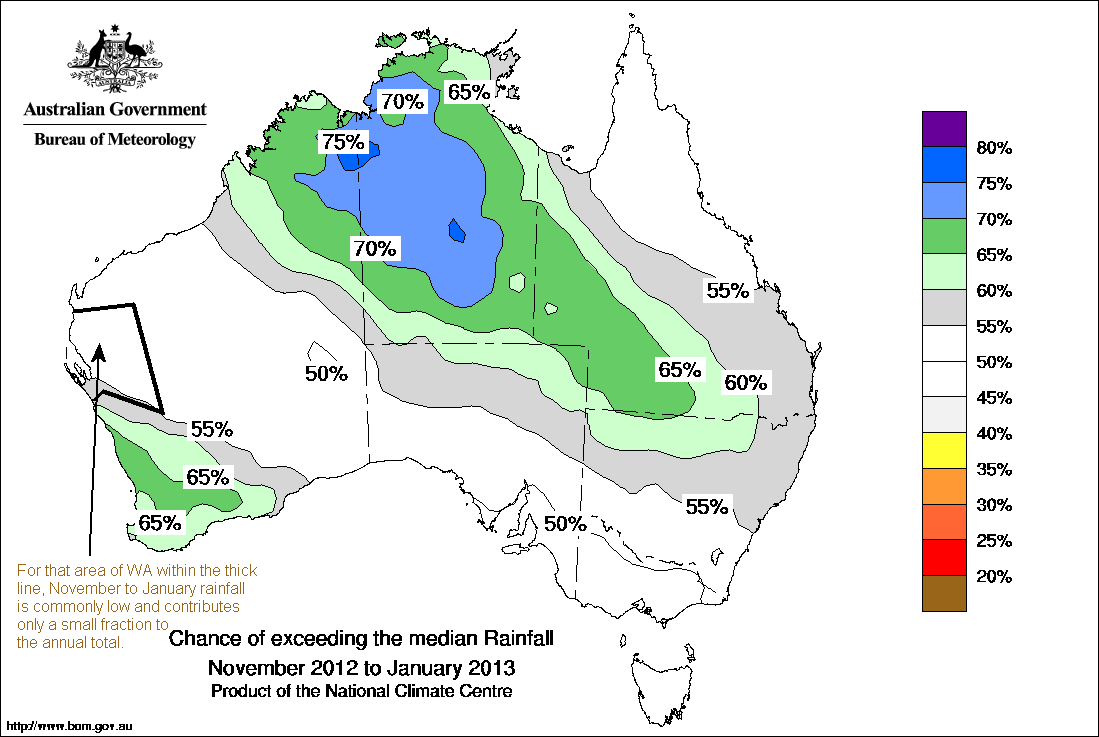 Australian Government
Bureau of Meteorology
70%
65%
75%
70%
55%
50%
65%
60%
55%
65%
65%
55%
50%
80%
75%
70%
65%
60%
55%
50%
45%
40%
35%
30%
25%
20%
For that area of WA within the thick
line, November to January rainfall
is commonly low and contributes
only a small fraction to
the annual total.
Chance of exceeding the median Rainfall
November 2012 to January 2013
Product of the National Climate Centre
http://www.bom.gov.au